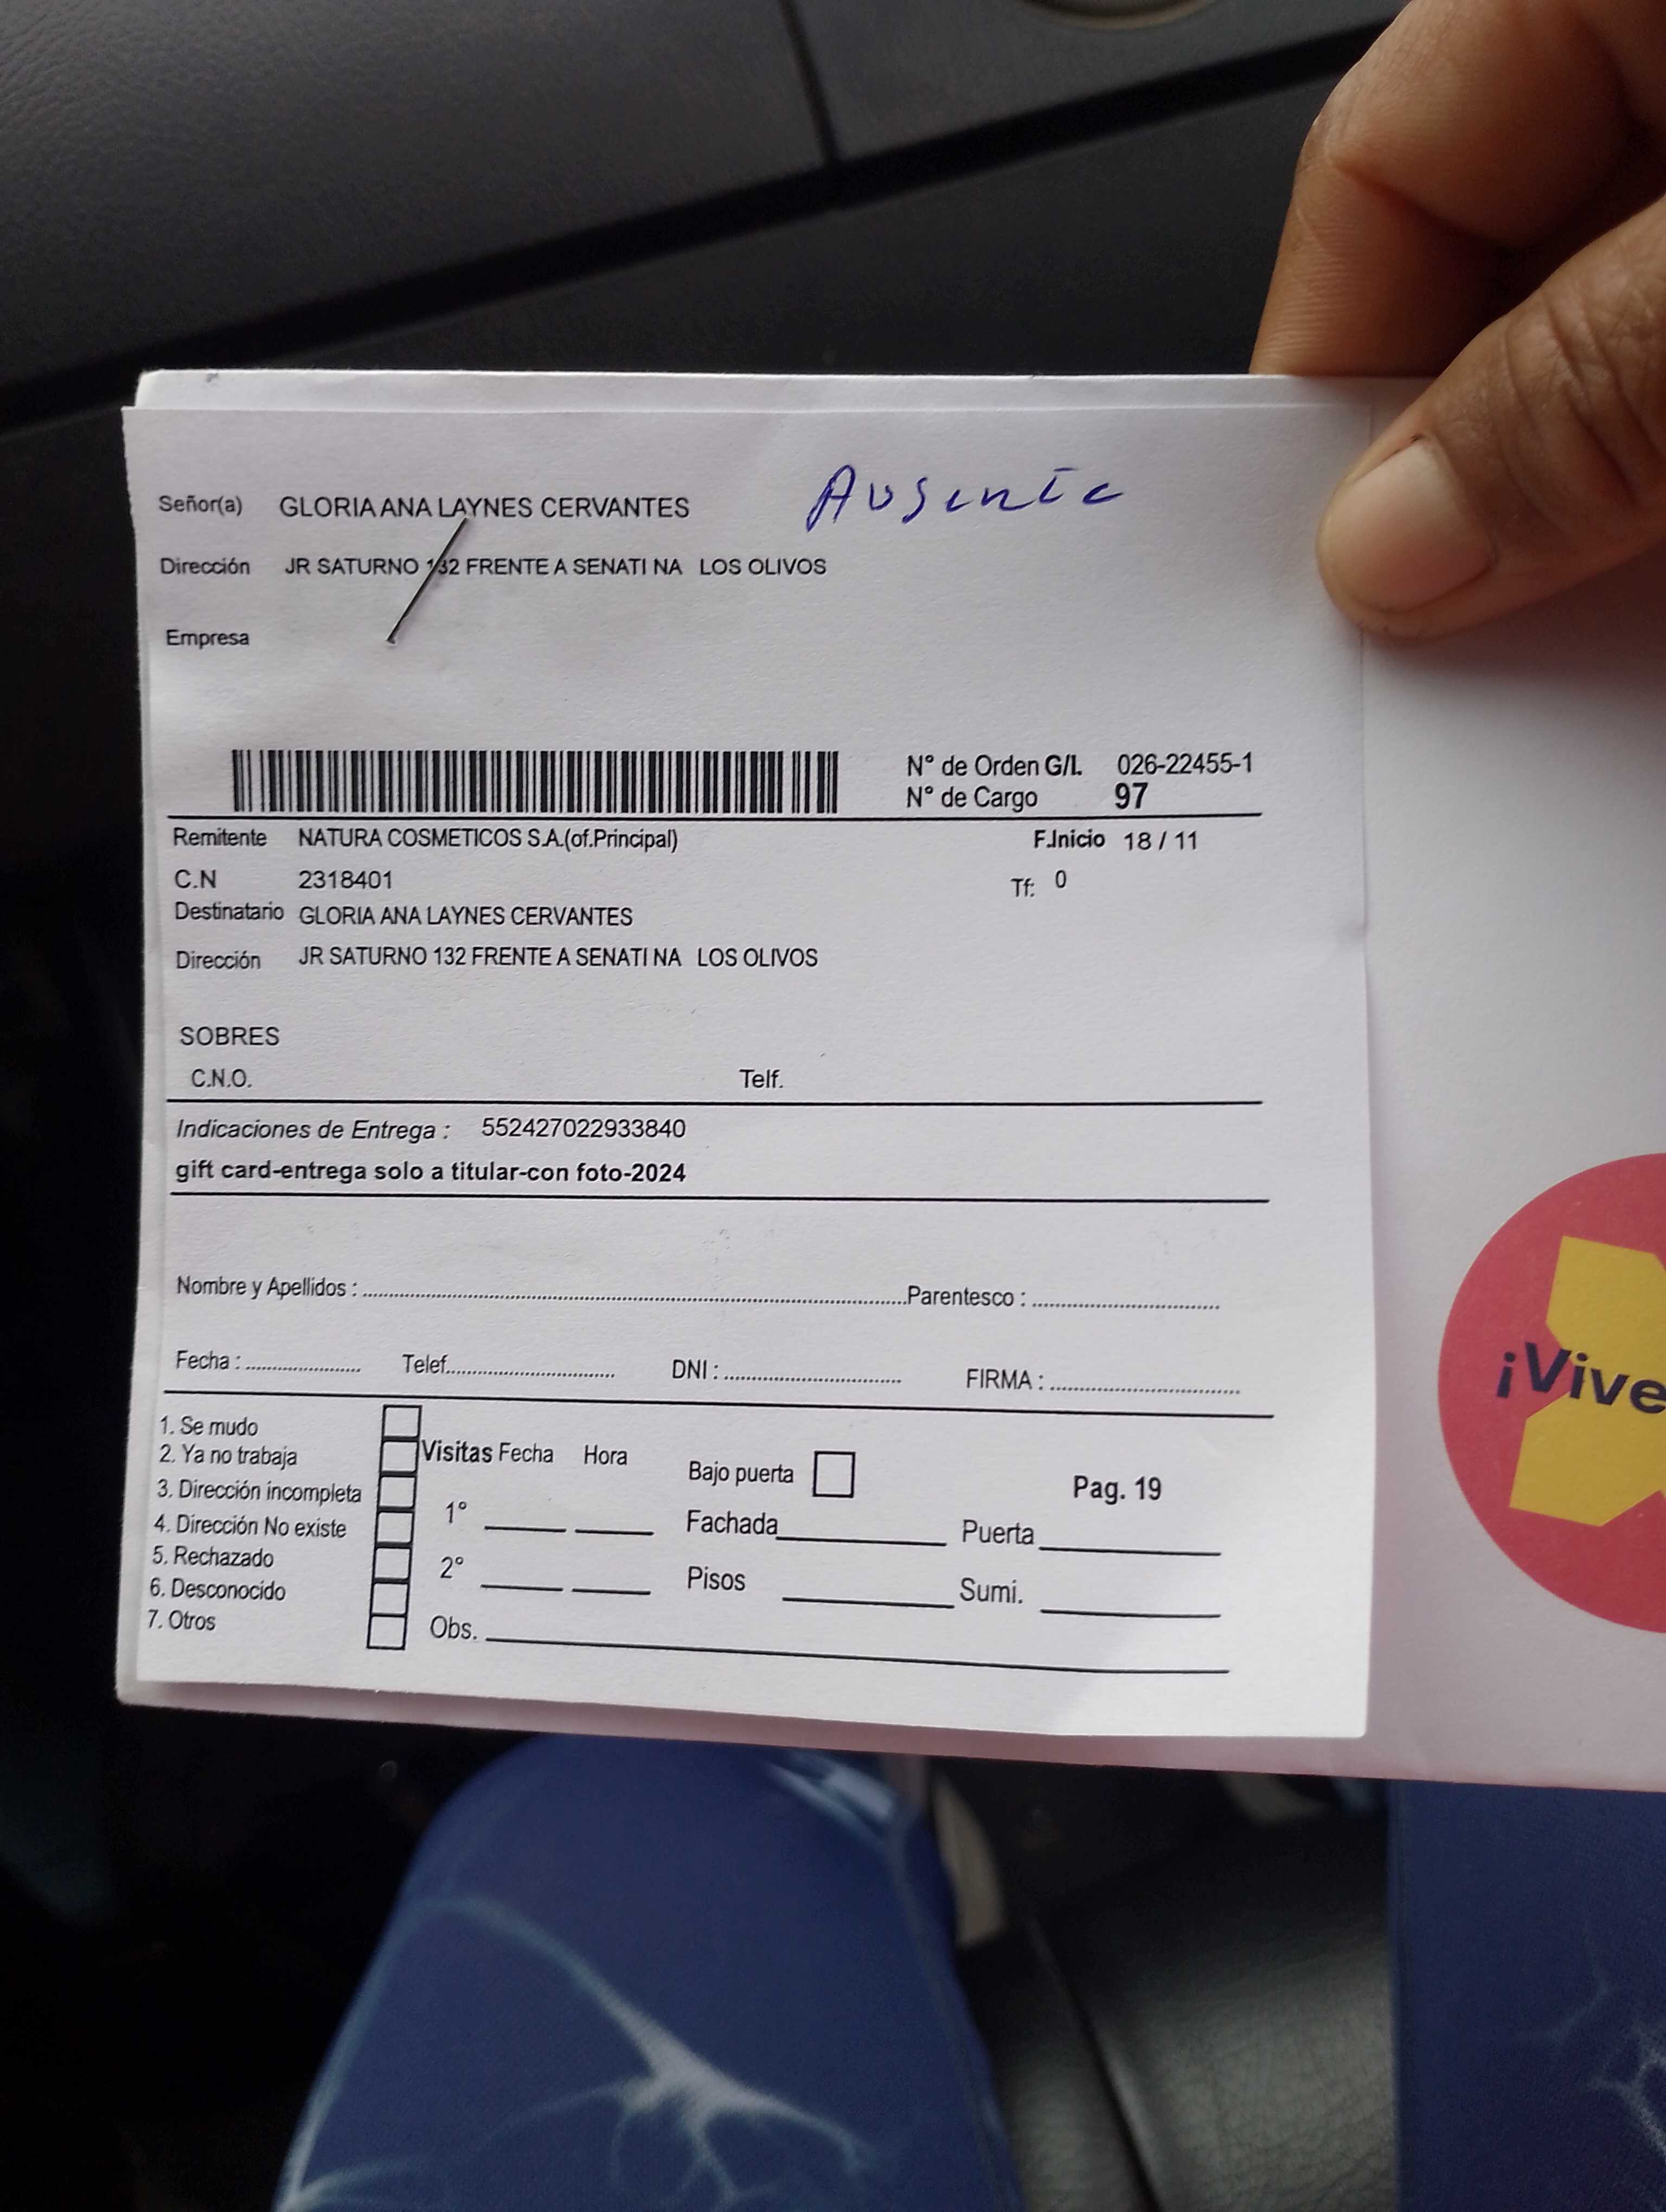 Ausente
Señor(a) GLORIA ANA LAYNES CERVANTES
Dirección JR SATURNO 132 FRENTE A SENATI NA LOS OLIVOS
Empresa
N° de Orden G/I. 026-22455-1
N° de Cargo 97
Remitente NATURA COSMETICOS S.A.(of.Principal) F.Inicio 18 / 11
C.N 2318401 Tf: 0
Destinatario GLORIA ANA LAYNES CERVANTES
Dirección JR SATURNO 132 FRENTE A SENATI NA LOS OLIVOS
SOBRES
C.N.O. Telf.
Indicaciones de Entrega : 552427022933840
gift card-entrega solo a titular-con foto-2024
Nombre y Apellidos : Parentesco :
Fecha : Telef. DNI : FIRMA :
1. Se mudo
2. Ya no trabaja
3. Dirección incompleta
4. Dirección No existe
5. Rechazado
6. Desconocido
7. Otros
Visitas Fecha Hora
1°
2°
Obs.
Bajo puerta Pag. 19
Fachada Puerta
Pisos Sumi.
¡Vive